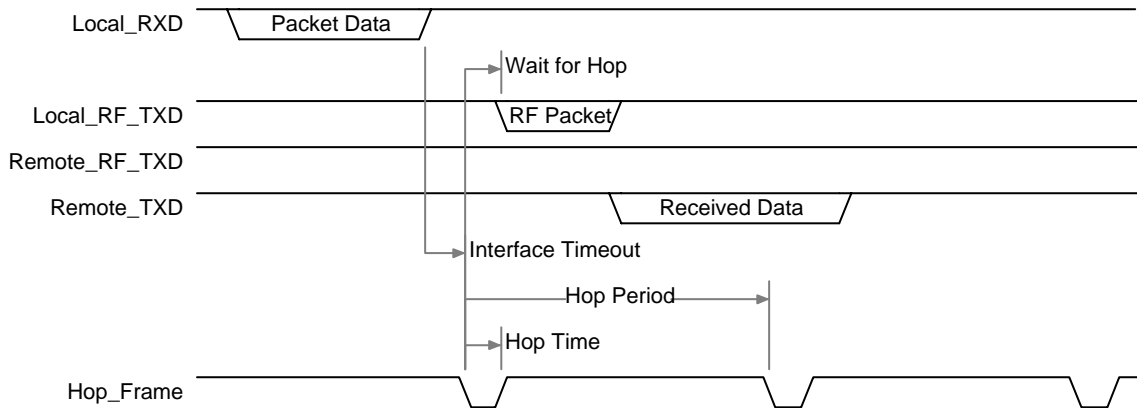 Local_RXD
Packet Data
Wait for Hop
Local_RF_TXD
RF Packet
Remote_RF_TXD
Remote_TXD
Received Data
Interface Timeout
Hop Period
Hop Time
Hop_Frame